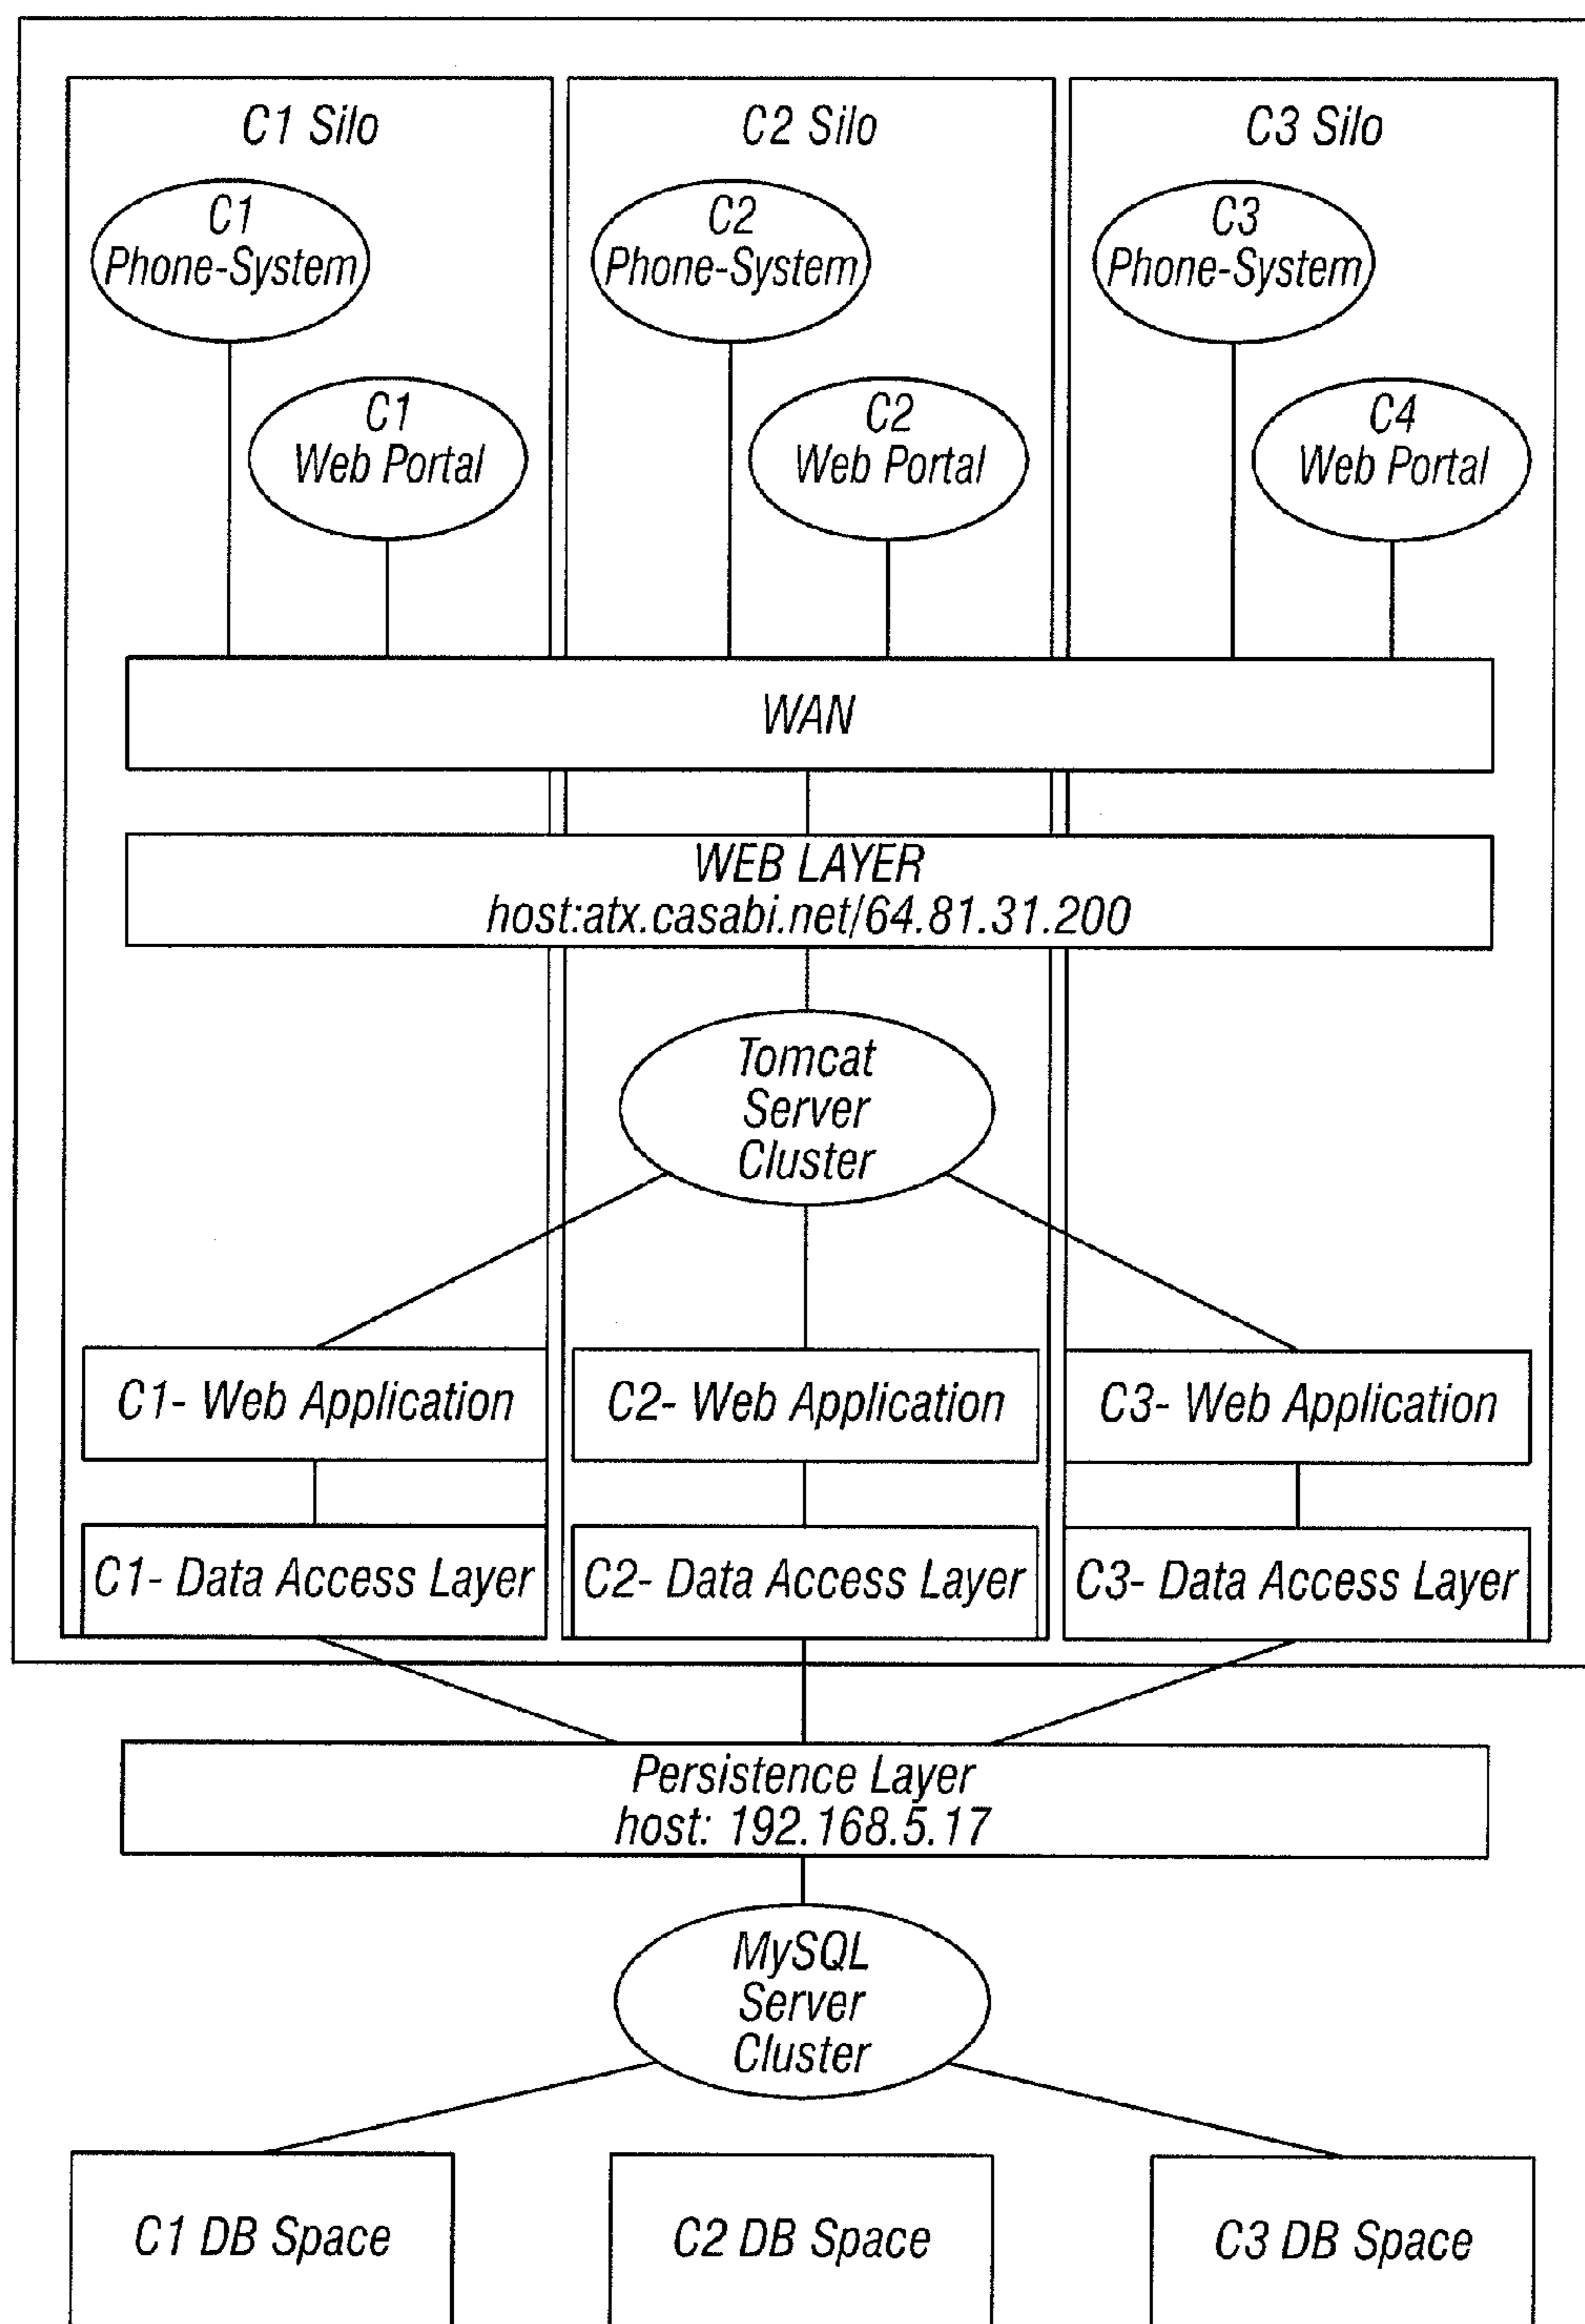 C1 Silo
C2 Silo
C3 Silo
C1
Phone-System
C2
Phone-System
C3
Phone-System
C1
Web Portal
C2
Web Portal
C4
Web Portal
WAN
WEB LAYER
host:atx.casabi.net/64.81.31.200
Tomcat
Server
Cluster
C1- Web Application
C2- Web Application
C3- Web Application
C1- Data Access Layer
C2- Data Access Layer
C3- Data Access Layer
Persistence Layer
host: 192.168.5.17
MySQL
Server
Cluster
C1 DB Space
C2 DB Space
C3 DB Space